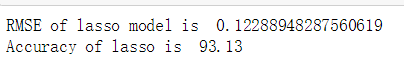 RMSE of lasso model is  0.12288948287560619
Accuracy of lasso is  93.13